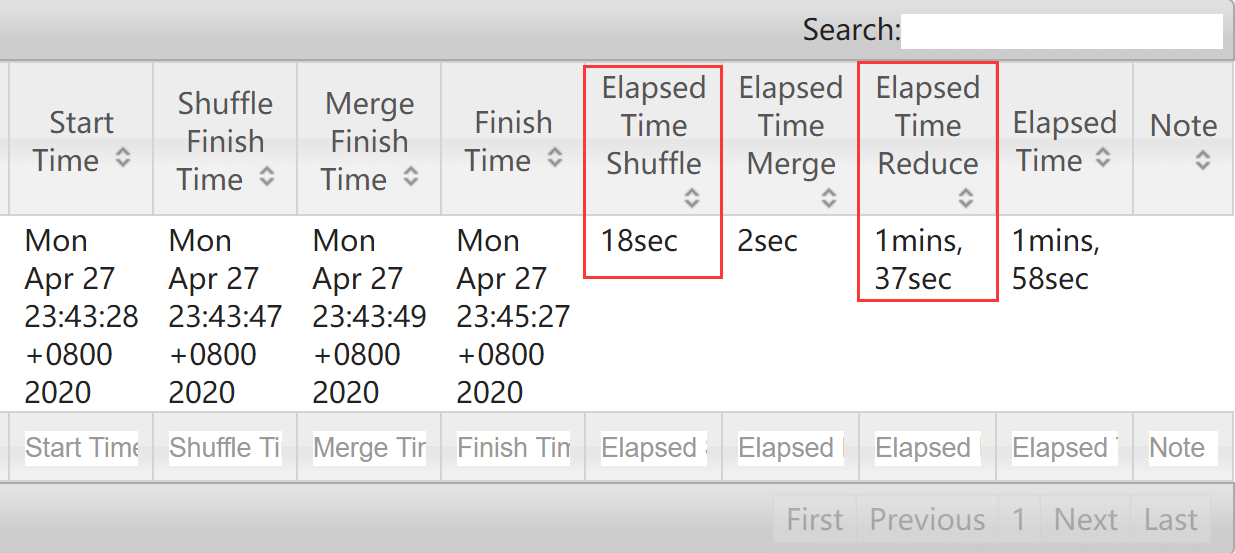 Search:
Start Time
Shuffle Finish Time
Merge Finish Time
Finish Time
Elapsed Time Shuffle
Elapsed Time Merge
Elapsed Time Reduce
Elapsed Time
Note
Mon Apr 27 23:43:28 +0800 2020
Mon Apr 27 23:43:47 +0800 2020
Mon Apr 27 23:43:49 +0800 2020
Mon Apr 27 23:45:27 +0800 2020
18sec
2sec
1mins, 37sec
1mins, 58sec
Start Time
Shuffle Ti
Merge Tir
Finish Tim
Elapsed
Elapsed
Elapsed
Elapsed
Note
First Previous 1 Next Last